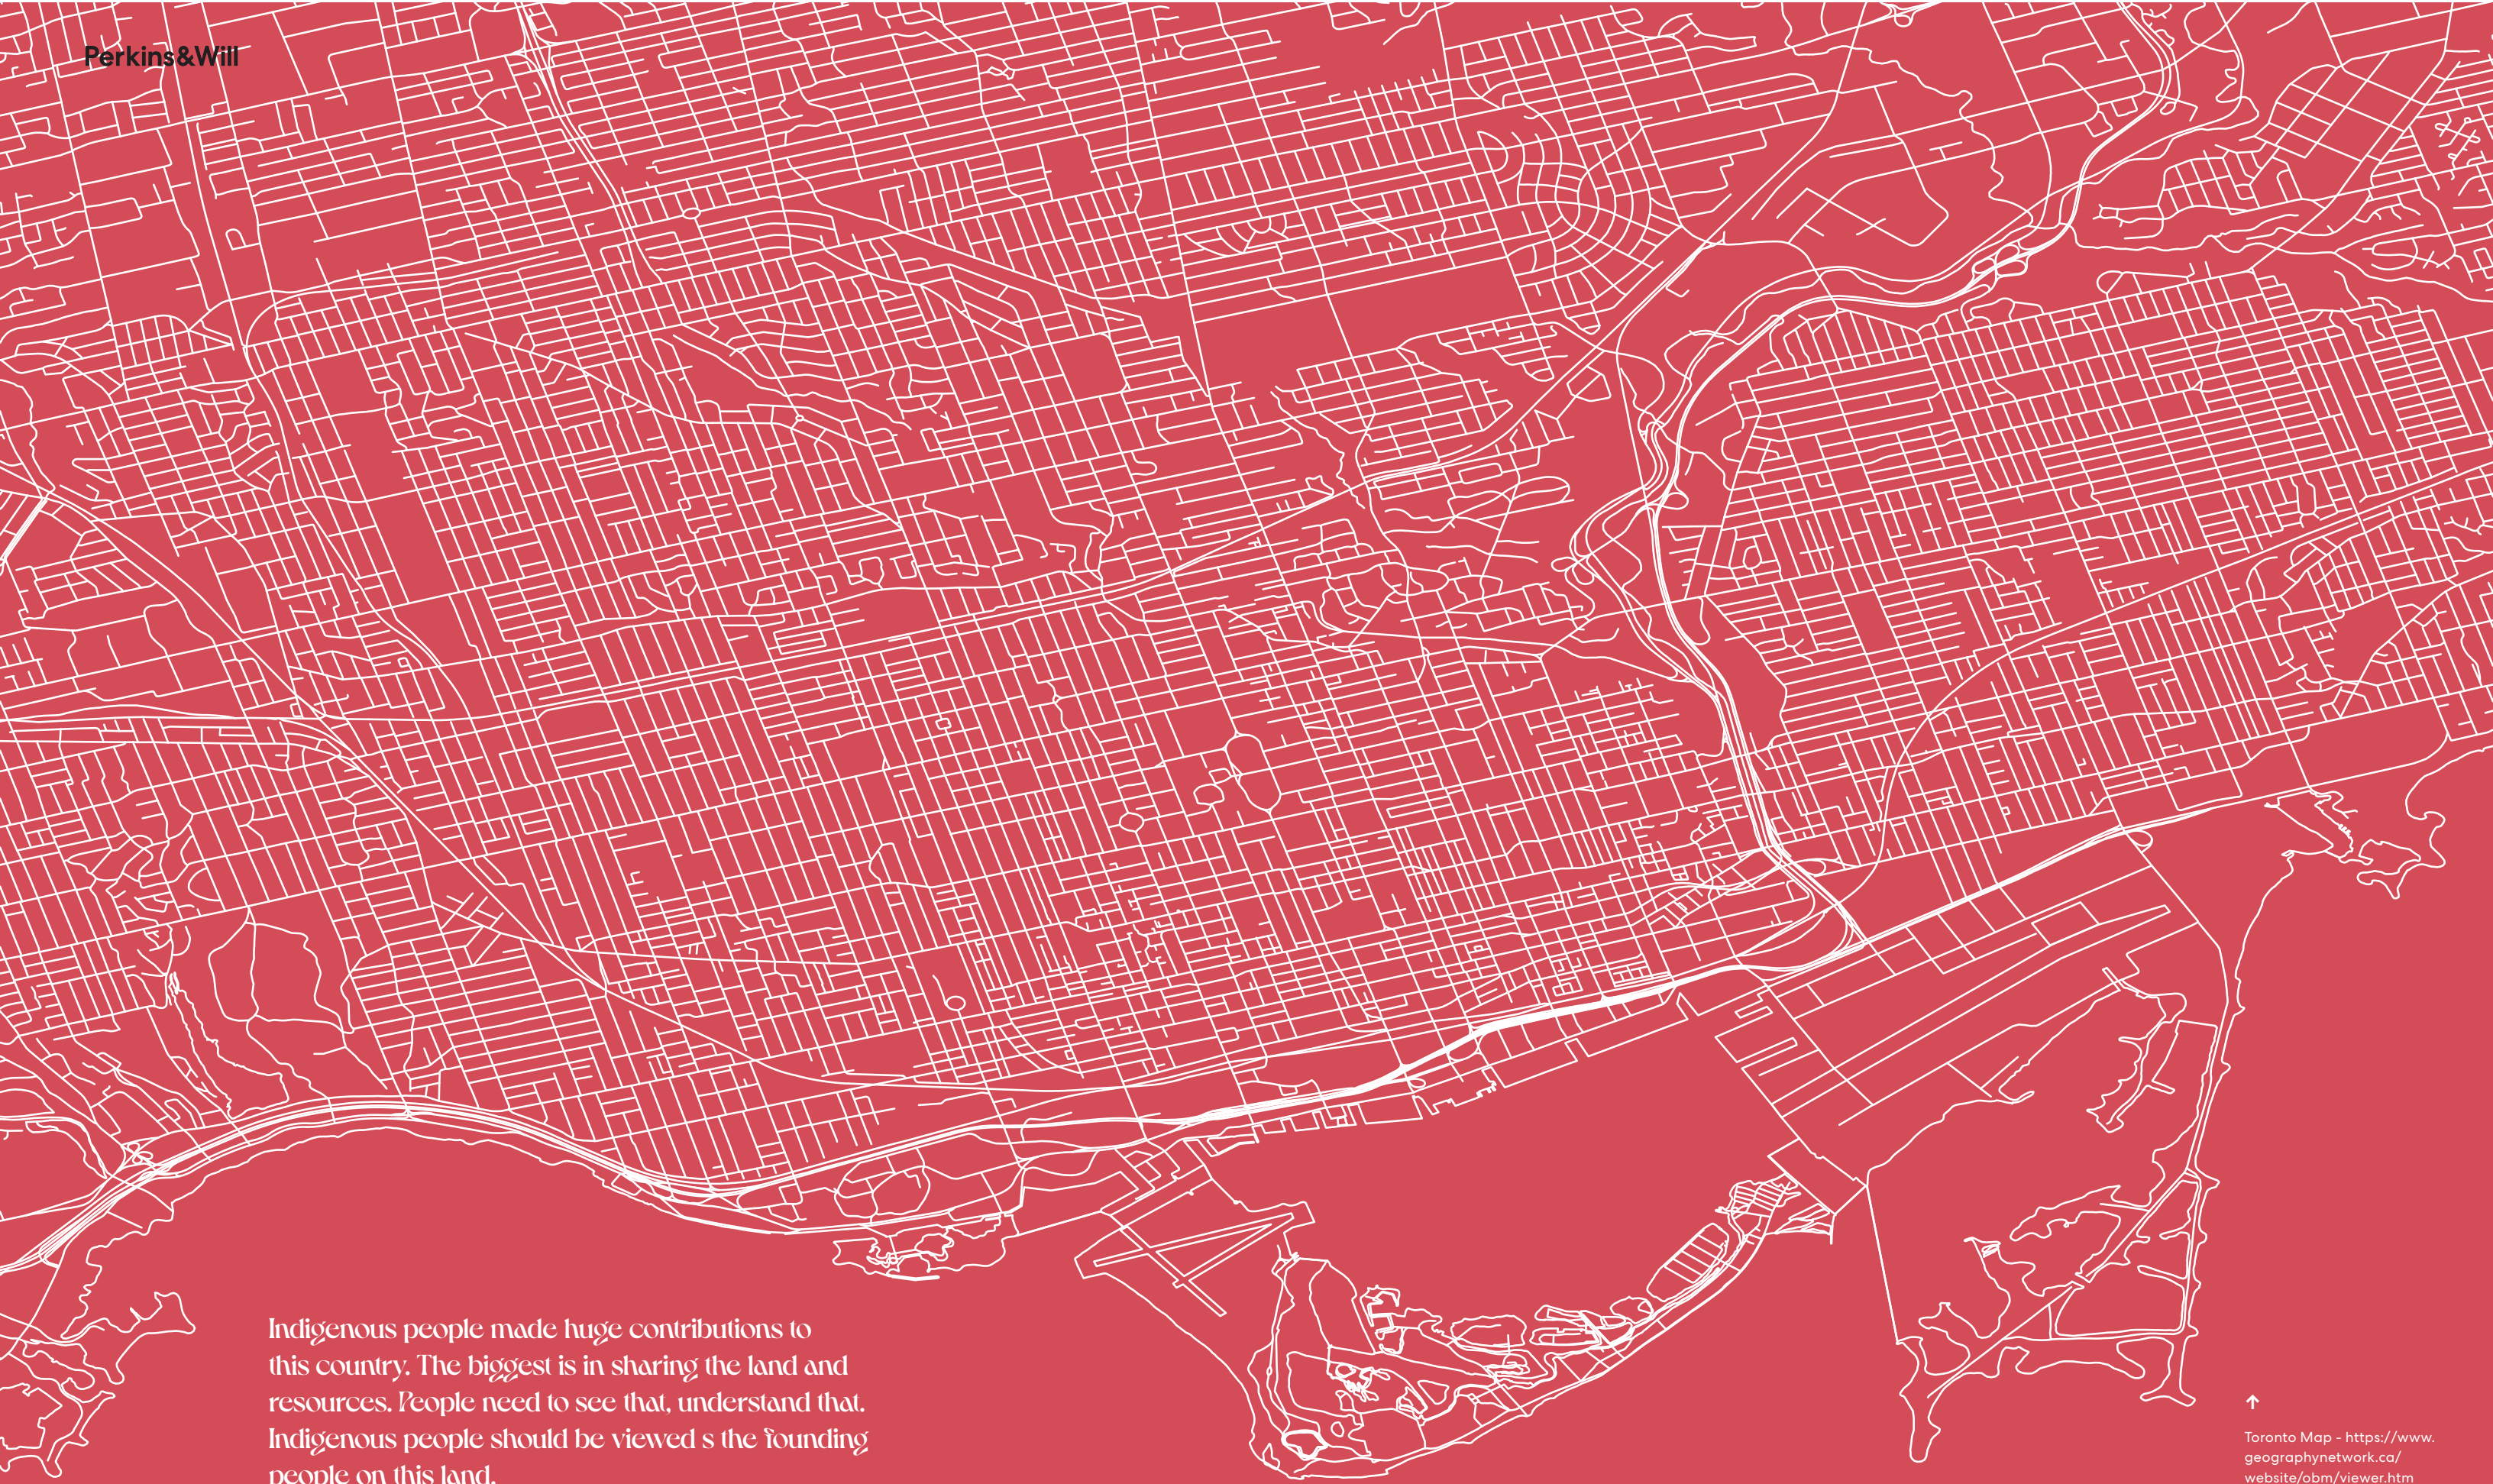 Perkins&Will
Indigenous people made huge contributions to
this country. The biggest is in sharing the land and
resources. People need to see that, understand that.
Indigenous people should be viewed s the founding
people on this land.
Toronto Map - https://www.
geographynetwork.ca/
website/obm/viewer.htm